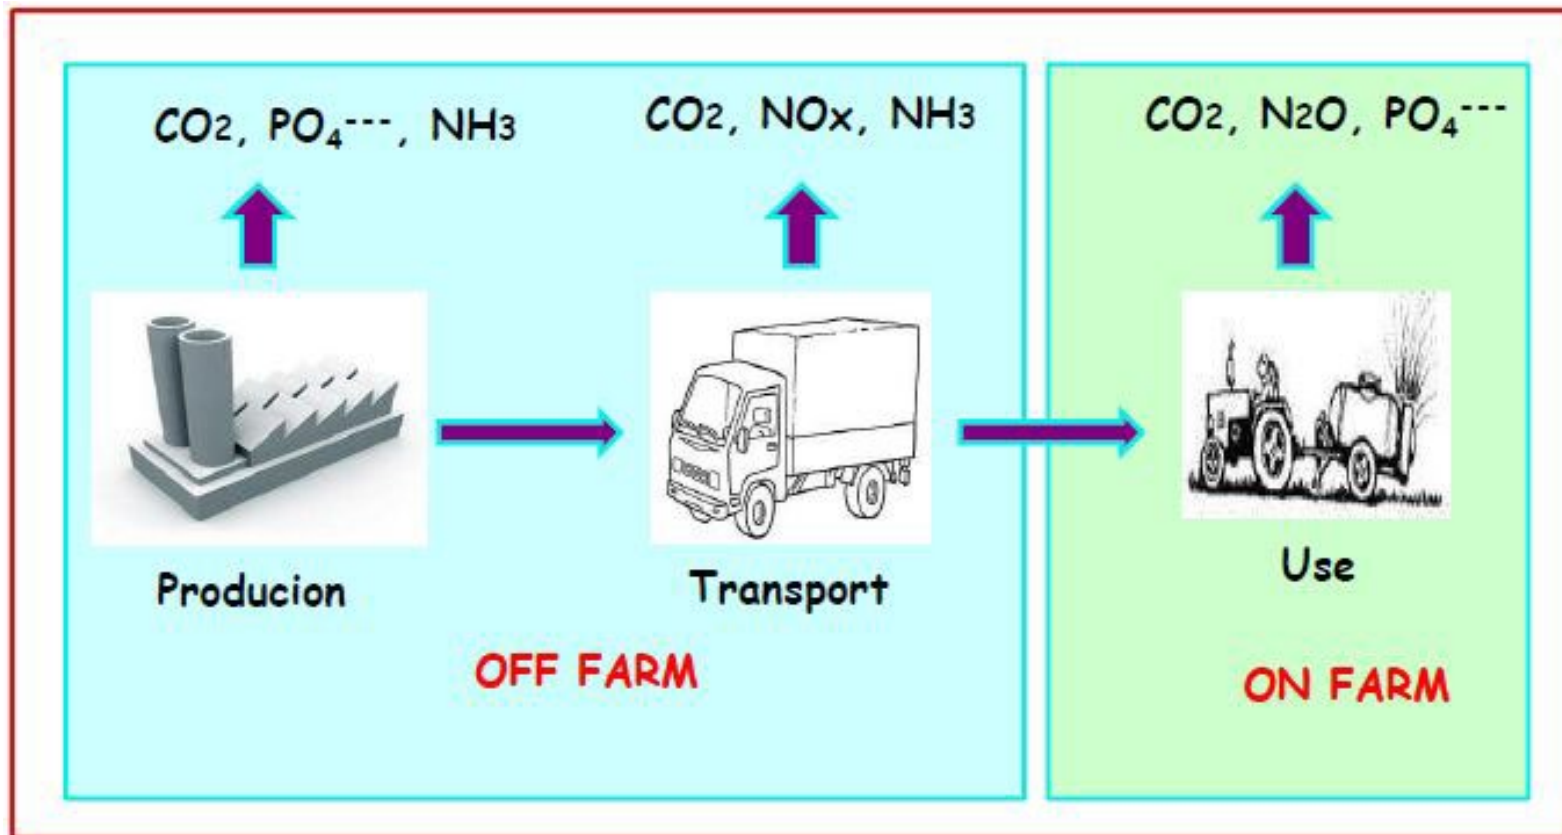 CO2, PO₄---, NH3
CO2, NOx, NH3
CO2, N2O, PO₄---
Producion
Transport
Use
OFF FARM
ON FARM